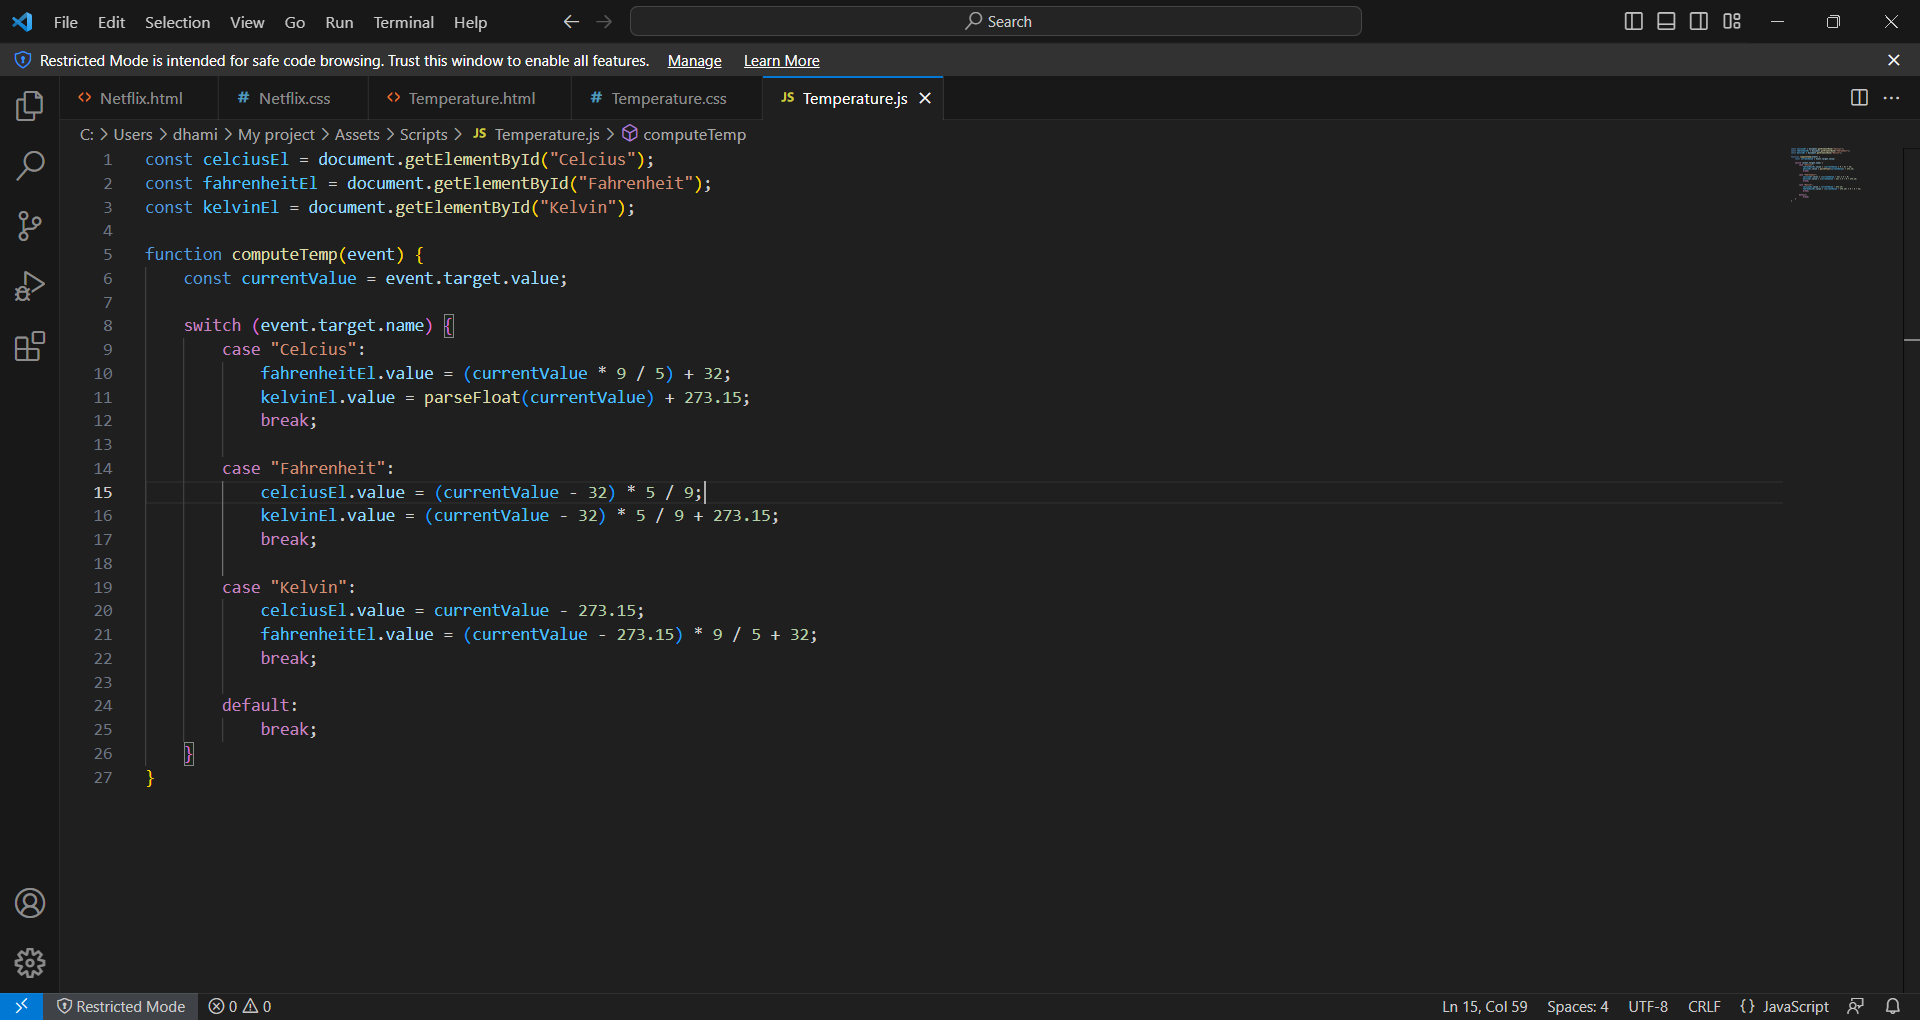 File Edit Selection View Go Run Terminal Help Search
Restricted Mode is intended for safe code browsing. Trust this window to enable all features. Manage Learn More
Netflix.html Netflix.css Temperature.html Temperature.css JS Temperature.js
C: > Users > dhami > My project > Assets > Scripts > JS Temperature.js > computeTemp
1 const celciusEl = document.getElementById("Celcius");
2 const fahrenheitEl = document.getElementById("Fahrenheit");
3 const kelvinEl = document.getElementById("Kelvin");
4
5 function computeTemp(event) {
6     const currentValue = event.target.value;
7
8     switch (event.target.name) {
9         case "Celcius":
10             fahrenheitEl.value = (currentValue * 9 / 5) + 32;
11             kelvinEl.value = parseFloat(currentValue) + 273.15;
12             break;
13
14         case "Fahrenheit":
15             celciusEl.value = (currentValue - 32) * 5 / 9;
16             kelvinEl.value = (currentValue - 32) * 5 / 9 + 273.15;
17             break;
18
19         case "Kelvin":
20             celciusEl.value = currentValue - 273.15;
21             fahrenheitEl.value = (currentValue - 273.15) * 9 / 5 + 32;
22             break;
23
24         default:
25             break;
26     }
27 }
Restricted Mode 0 0 Ln 15, Col 59 Spaces: 4 UTF-8 CRLF {} JavaScript